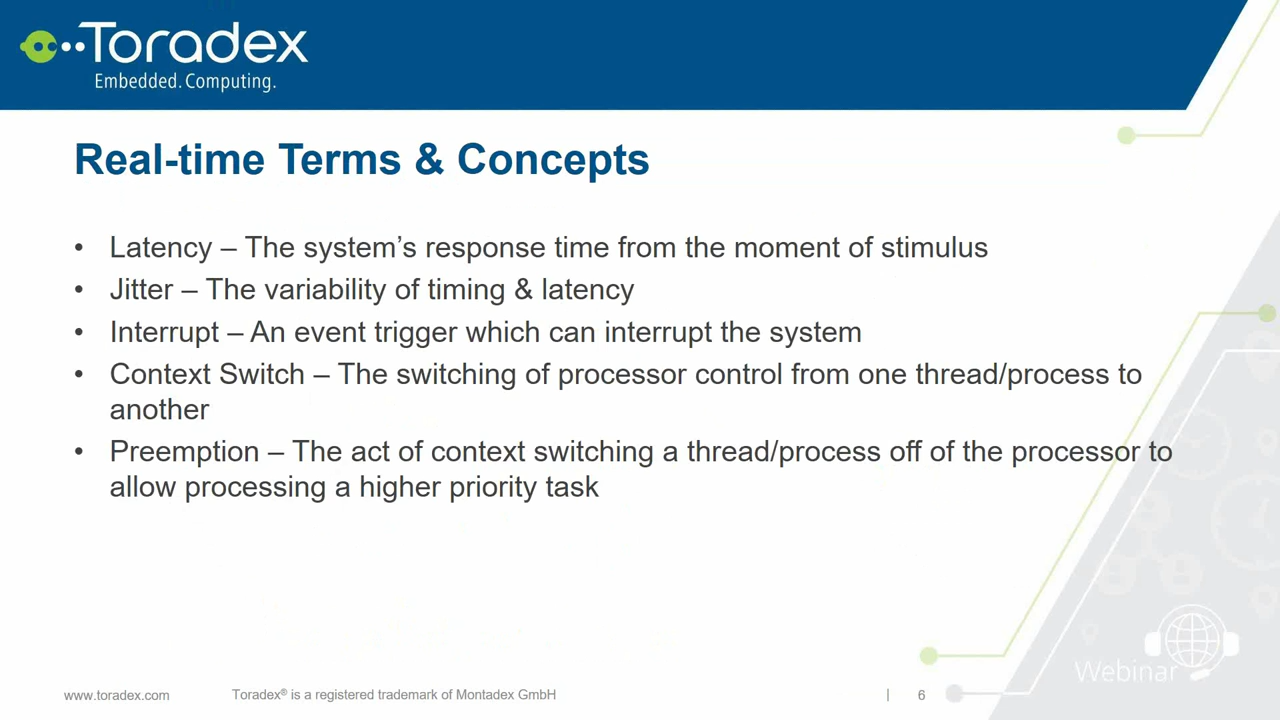 Toradex
Embedded. Computing.
Real-time Terms & Concepts
• Latency – The system’s response time from the moment of stimulus
• Jitter – The variability of timing & latency
• Interrupt – An event trigger which can interrupt the system
• Context Switch – The switching of processor control from one thread/process to
another
• Preemption – The act of context switching a thread/process off of the processor to
allow processing a higher priority task
Webinar
www.toradex.com Toradex® is a registered trademark of Montadex GmbH | 6